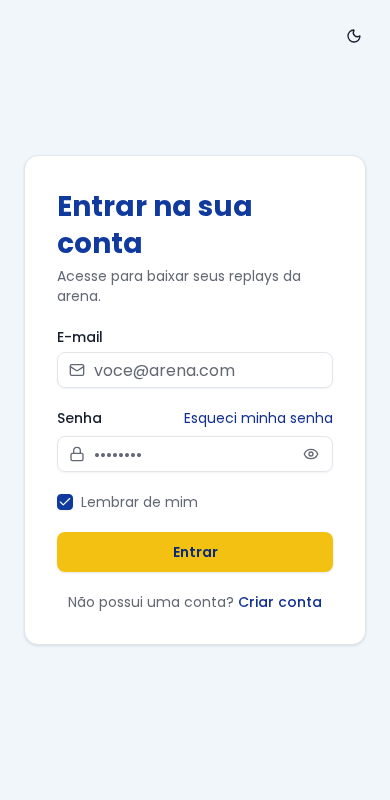 Entrar na sua
conta
Acesse para baixar seus replays da
arena.
E-mail
voce@arena.com
Senha
Esqueci minha senha
••••••••
Lembrar de mim
Entrar
Não possui uma conta? Criar conta